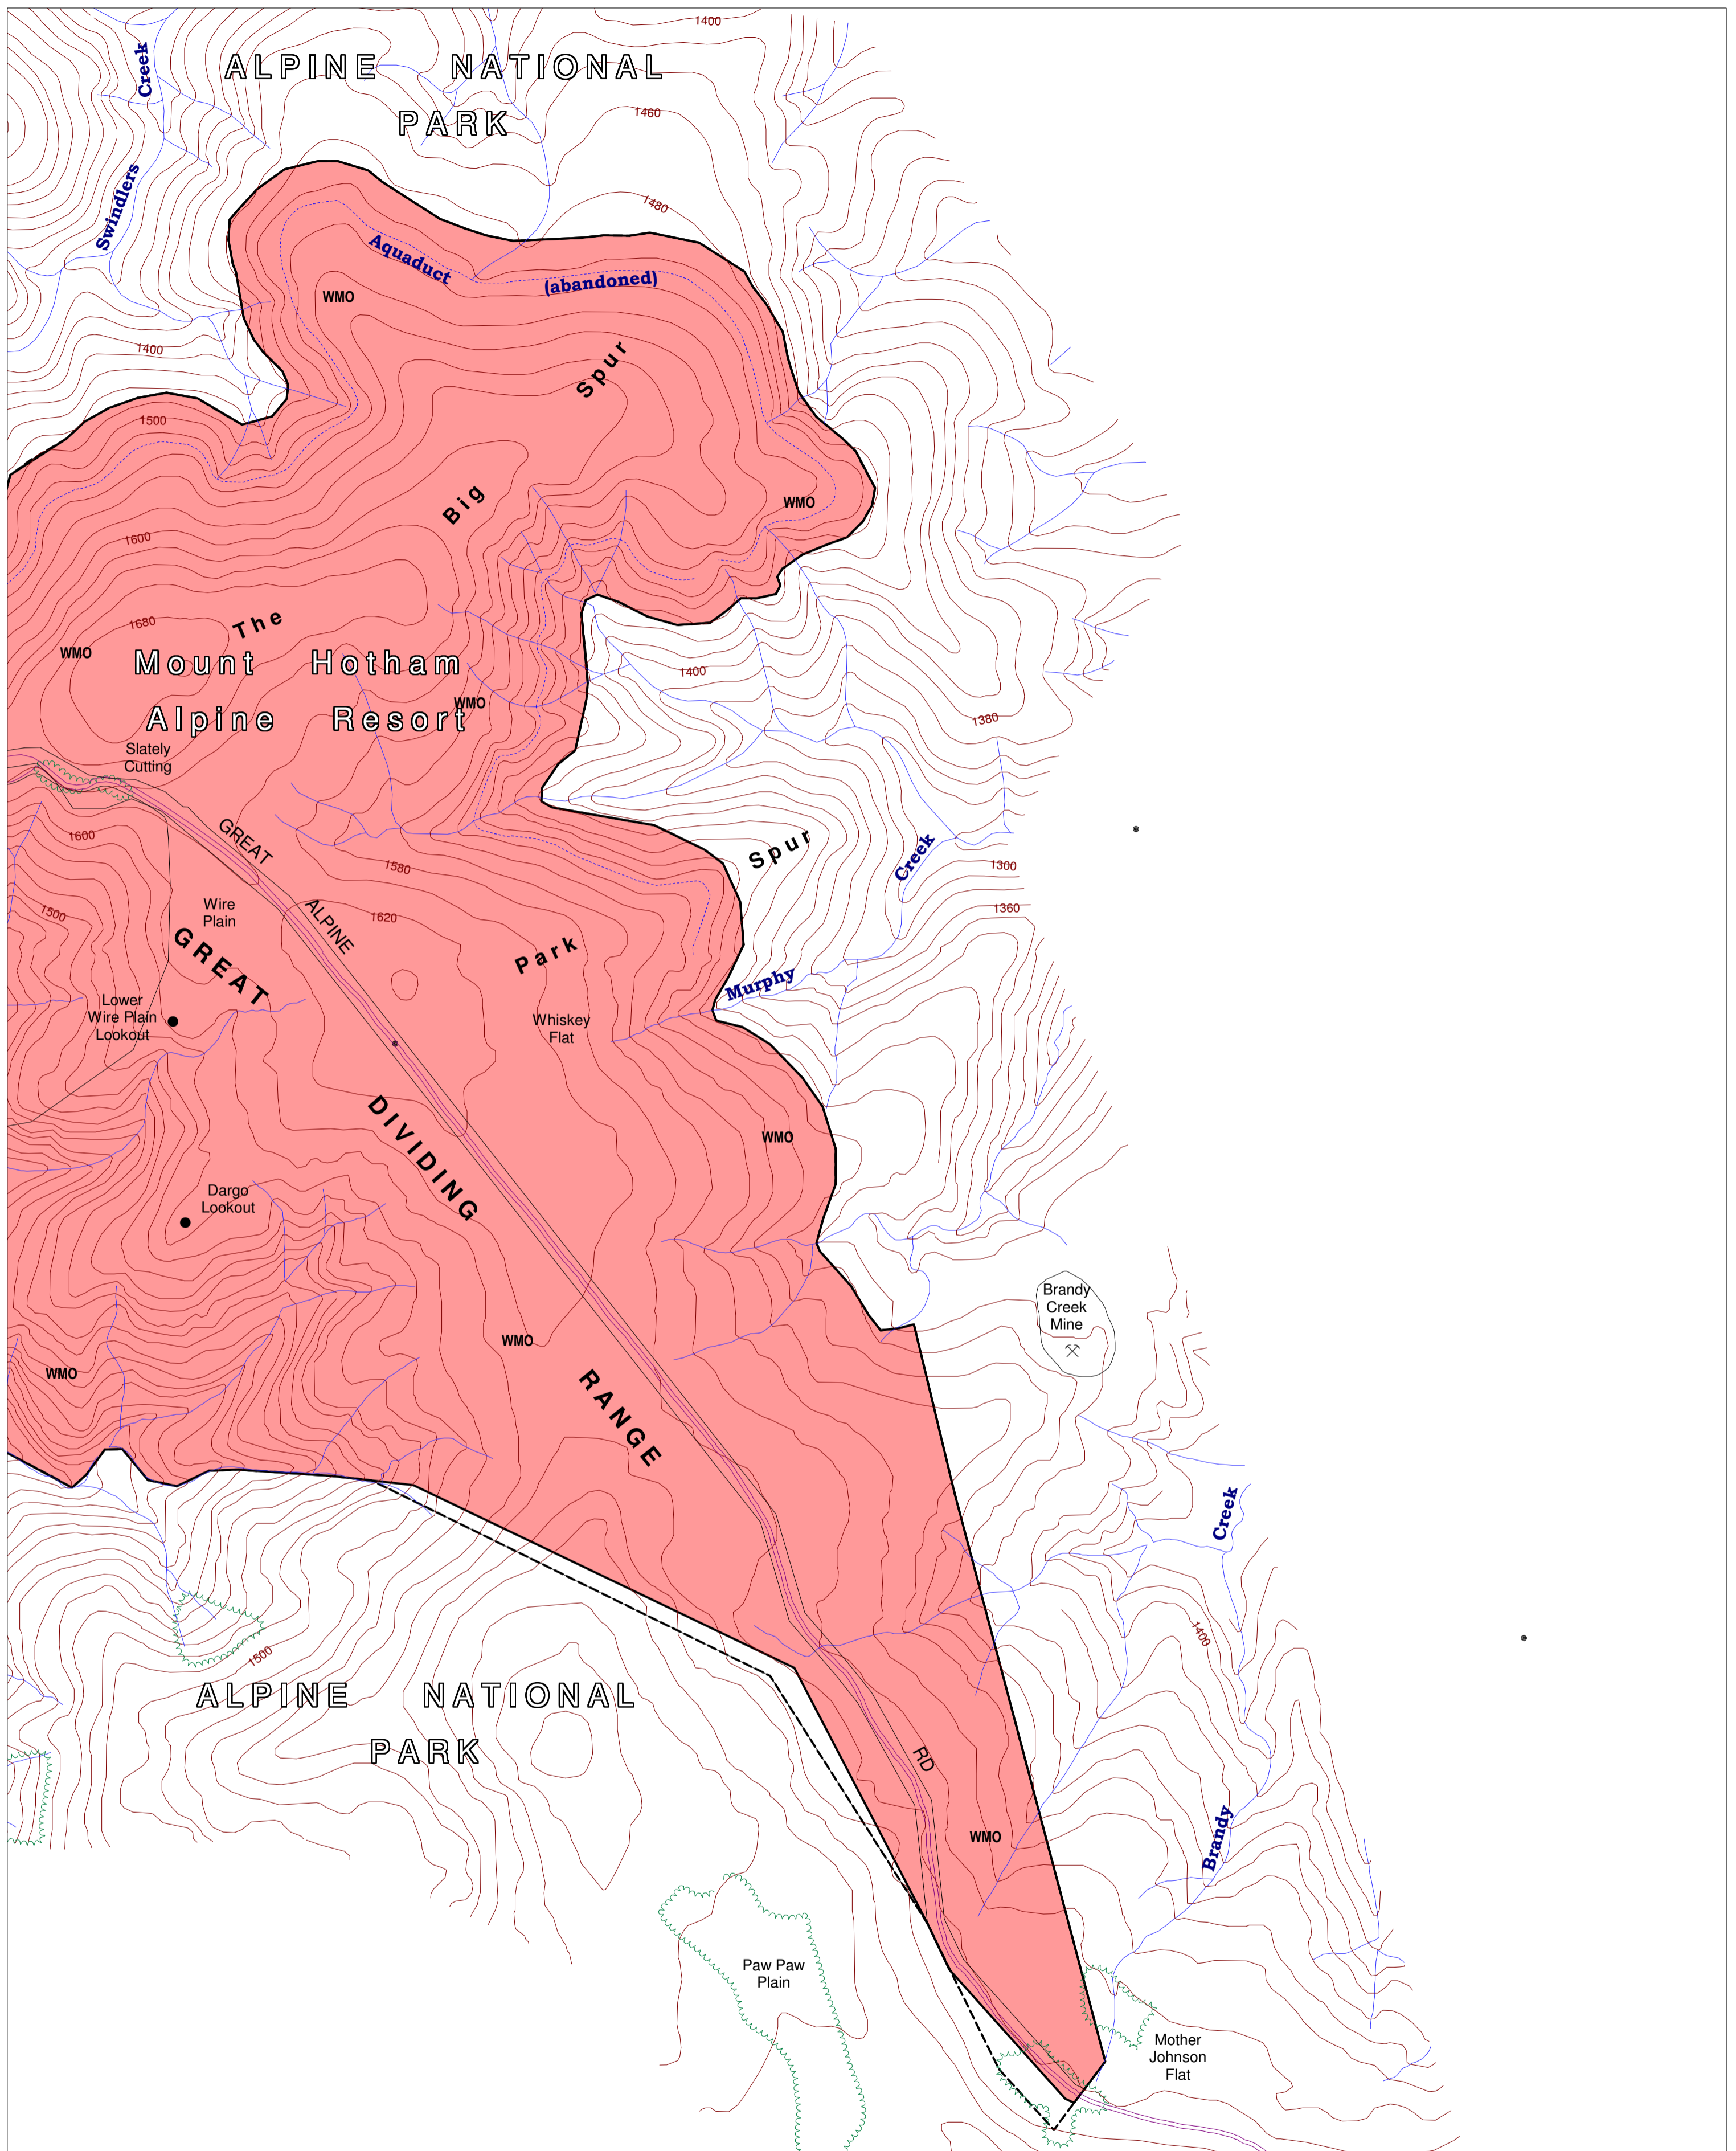 1400
ALPINE NATIONAL
PARK
Creek
1460
Swindlers
1480
Aquaduct
(abandoned)
WMO
1400
Spur
1500
WMO
Big
1600
The
1680
WMO
Mount Hotham
1400
WMO
Alpine Resort
1380
Slately
Cutting
GREAT
1600
Spur
Creek
1580
1300
Wire
Plain
1500
1620
ALPINE
1360
GREAT
Park
Murphy
Lower
Wire Plain
Lookout
Whiskey
Flat
DIVIDING
WMO
Dargo
Lookout
Brandy
Creek
Mine
WMO
WMO
RANGE
Creek
1400
1500
ALPINE NATIONAL
PARK
RD
WMO
Brandy
Paw Paw
Plain
Mother
Johnson
Flat